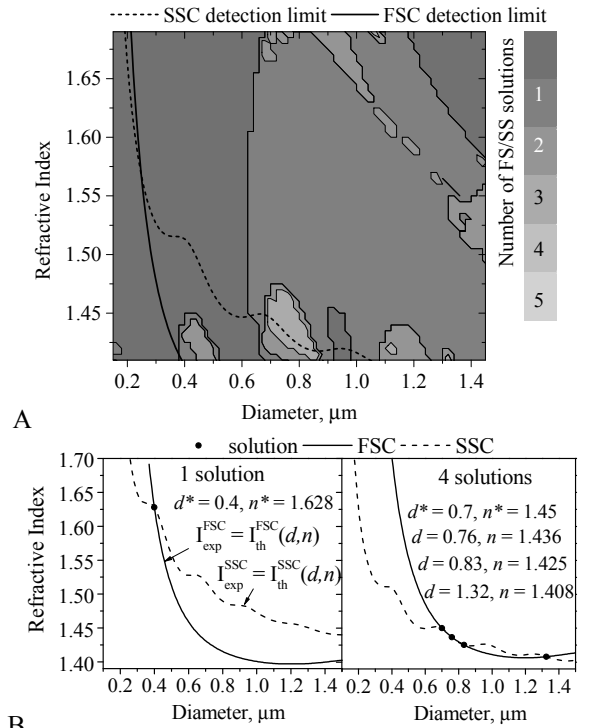 SSC detection limit FSC detection limit
1.65
1.60
1.55
1.50
1.45
Refractive Index
0.2 0.4 0.6 0.8 1.0 1.2 1.4
Diameter, μm
Number of FS/SS solutions
1
2
3
4
5
A
solution FSC SSC
1.70
1.65
1.60
1.55
1.50
1.45
1.40
Refractive Index
1 solution
d* = 0.4, n* = 1.628
I_exp^FSC = I_th^FSC(d,n)
I_exp^SSC = I_th^SSC(d,n)
0.2 0.4 0.6 0.8 1.0 1.2 1.4
Diameter, μm
4 solutions
d* = 0.7, n* = 1.45
d = 0.76, n = 1.436
d = 0.83, n = 1.425
d = 1.32, n = 1.408
0.2 0.4 0.6 0.8 1.0 1.2 1.4
Diameter, μm
B